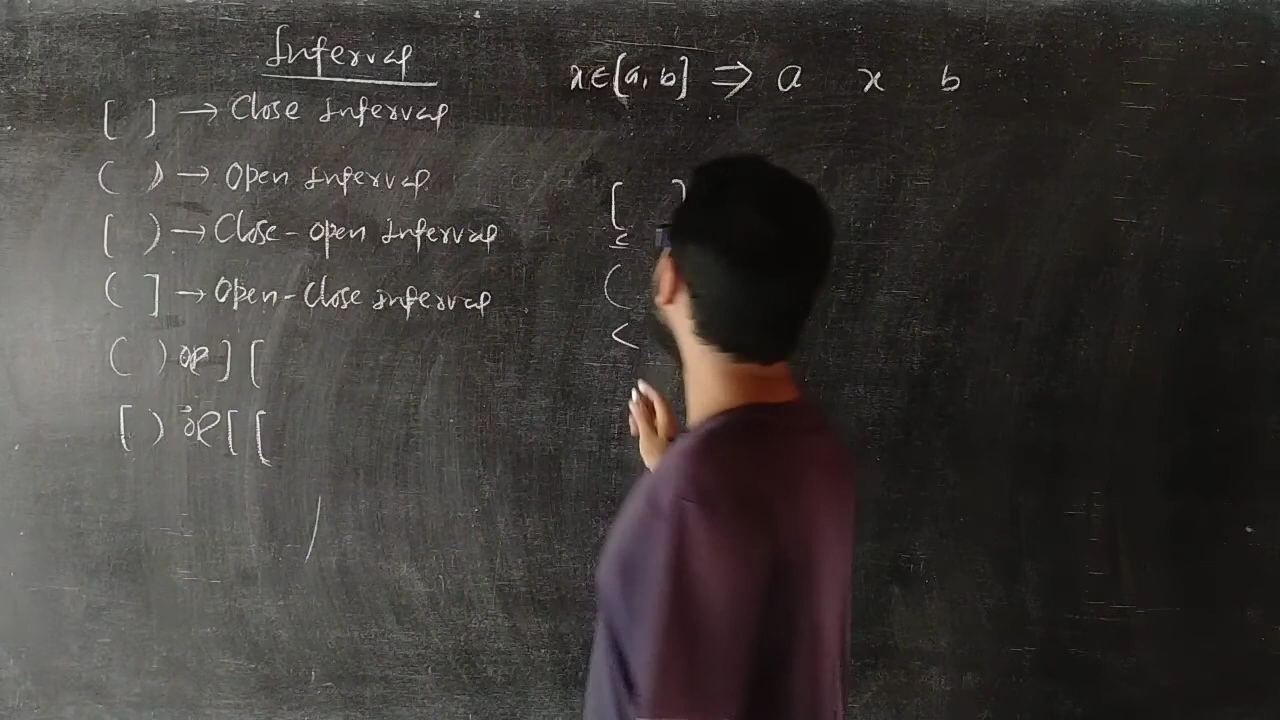 Interval
[ ] → Close interval
( ) → Open interval
[ ) → Close-open interval
( ] → Open-Close interval
( ) OR ] [
[ ) OR [ [
x∈[a, b] ⇒ a x b
[ ]
≤
(
<